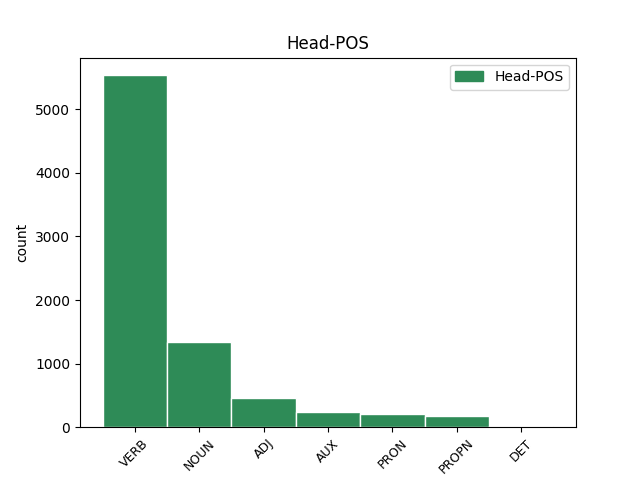 Head-POS
Head-POS
count
5000
4000
3000
2000
1000
0
VERB NOUN ADJ AUX PRON PROPN DET